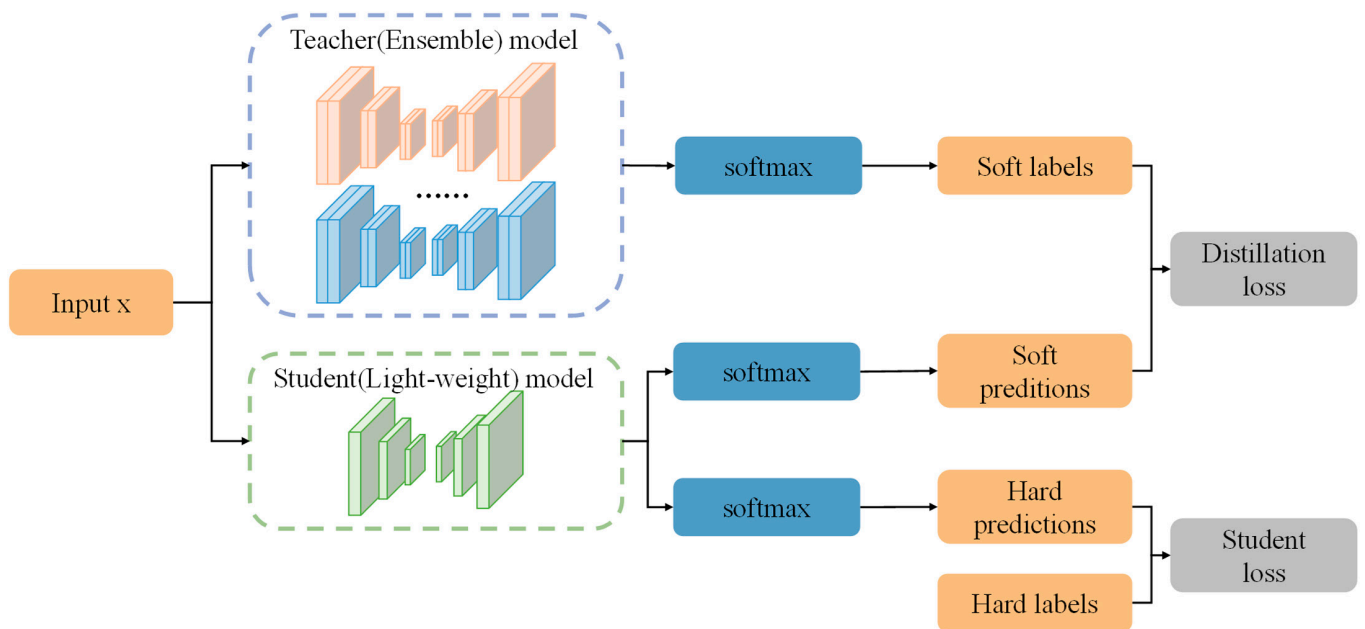 Teacher(Ensemble) model
......
softmax
Soft labels
Distillation
loss
Input x
Student(Light-weight) model
softmax
Soft
preditions
softmax
Hard
predictions
Student
loss
Hard labels